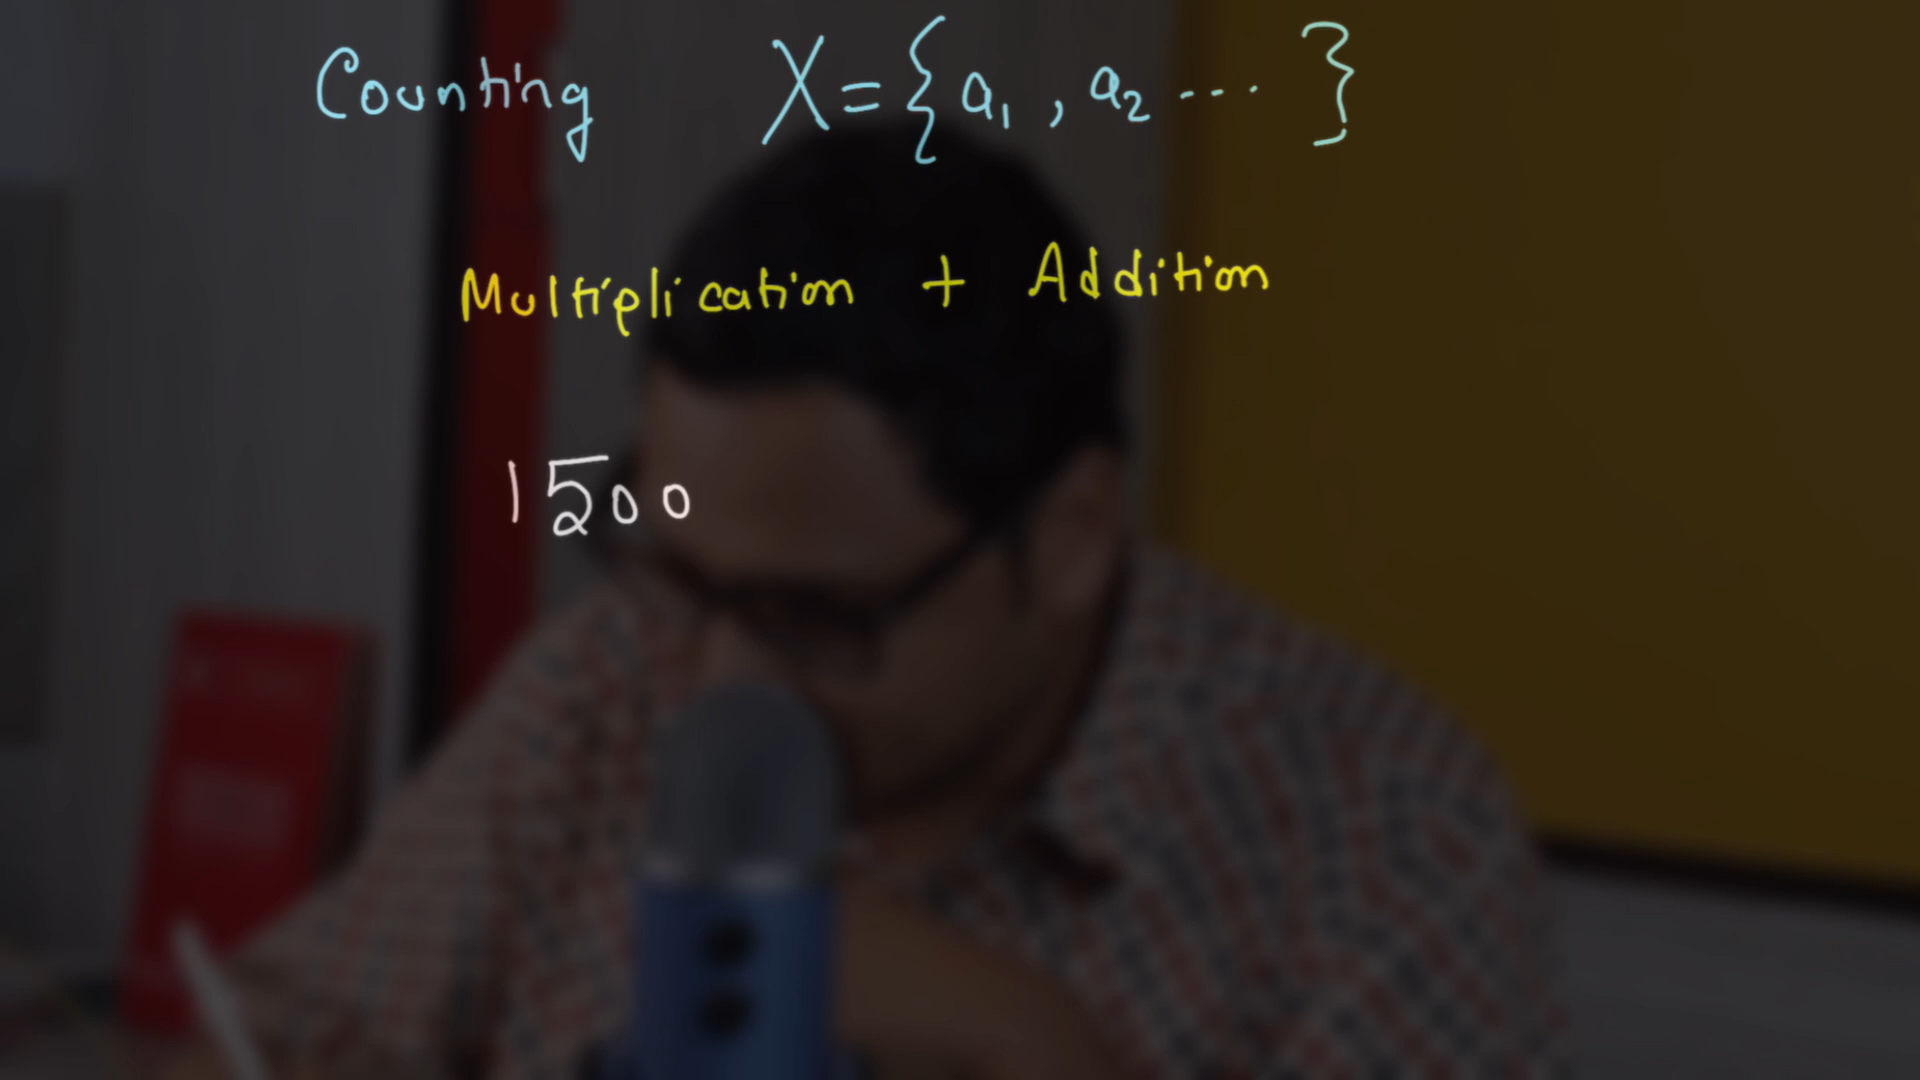 Counting X = { a₁ , a₂ --- }
Multiplication + Addition
1500